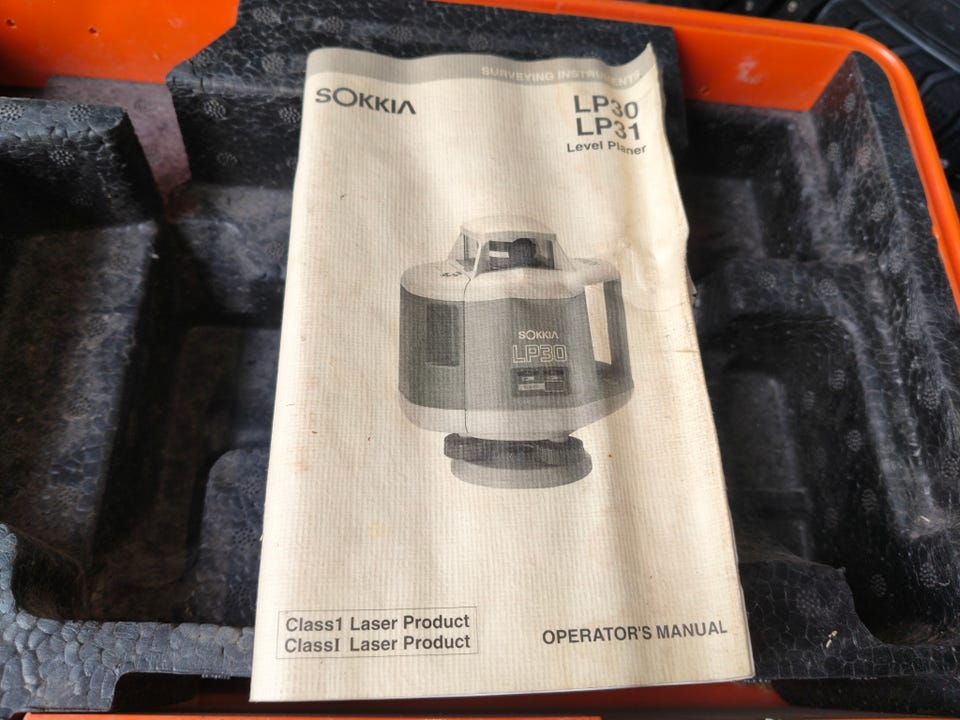 SURVEYING INSTRUMENTS
SOKKIA
LP30
LP31
Level Planer
SOKKIA
LP30
Class1 Laser Product
ClassI Laser Product
OPERATOR'S MANUAL